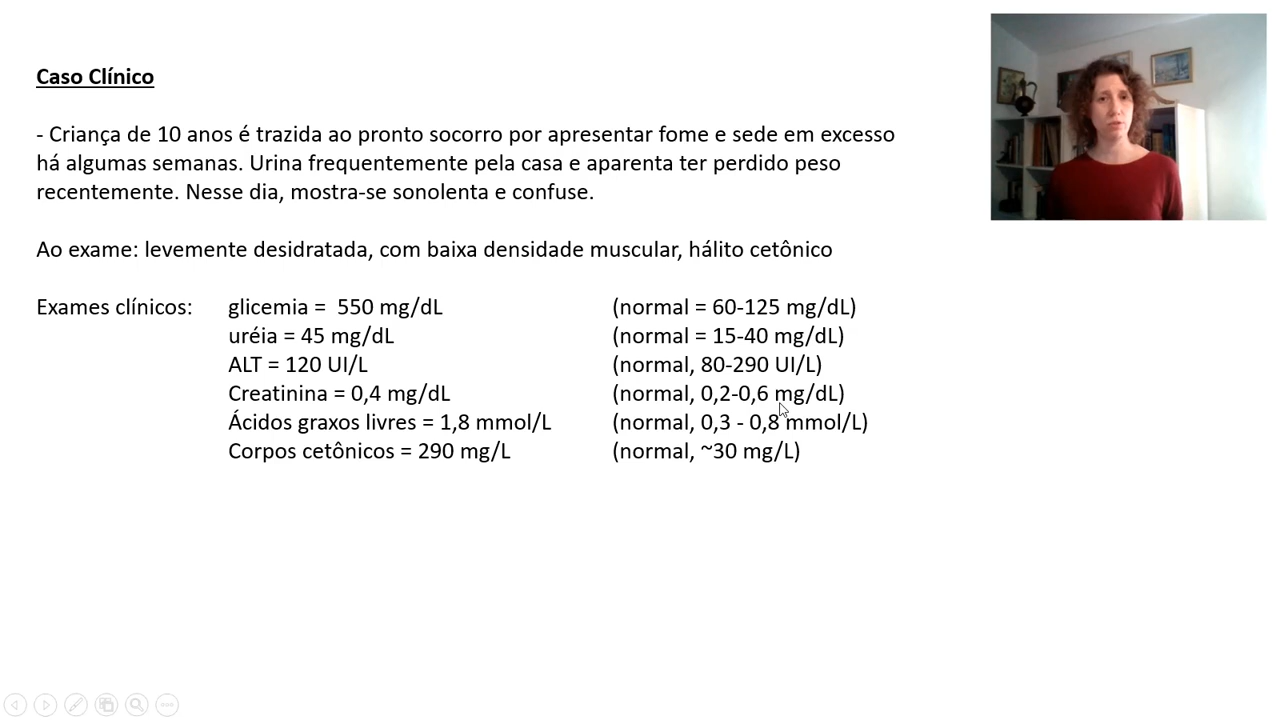 Caso Clínico
- Criança de 10 anos é trazida ao pronto socorro por apresentar fome e sede em excesso
há algumas semanas. Urina frequentemente pela casa e aparenta ter perdido peso
recentemente. Nesse dia, mostra-se sonolenta e confuse.
Ao exame: levemente desidratada, com baixa densidade muscular, hálito cetônico
Exames clínicos: glicemia = 550 mg/dL (normal = 60-125 mg/dL)
uréia = 45 mg/dL (normal = 15-40 mg/dL)
ALT = 120 UI/L (normal, 80-290 UI/L)
Creatinina = 0,4 mg/dL (normal, 0,2-0,6 mg/dL)
Ácidos graxos livres = 1,8 mmol/L (normal, 0,3 - 0,8 mmol/L)
Corpos cetônicos = 290 mg/L (normal, ~30 mg/L)